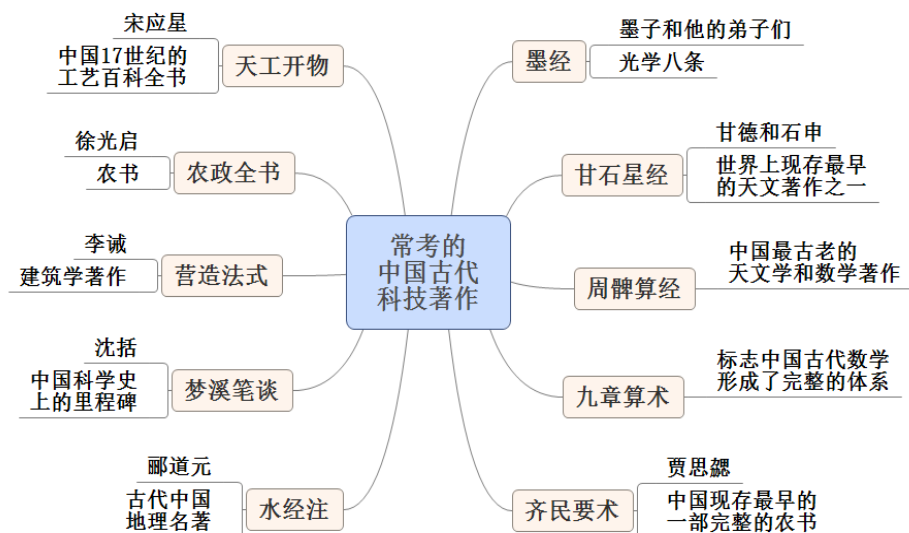 常考的
中国古代
科技著作
墨经
墨子和他的弟子们
光学八条
甘石星经
甘德和石申
世界上现存最早
的天文著作之一
周髀算经
中国最古老的
天文学和数学著作
九章算术
标志中国古代数学
形成了完整的体系
齐民要术
贾思勰
中国现存最早的
一部完整的农书
天工开物
宋应星
中国17世纪的
工艺百科全书
农政全书
徐光启
农书
营造法式
李诫
建筑学著作
梦溪笔谈
沈括
中国科学史
上的里程碑
水经注
郦道元
古代中国
地理名著